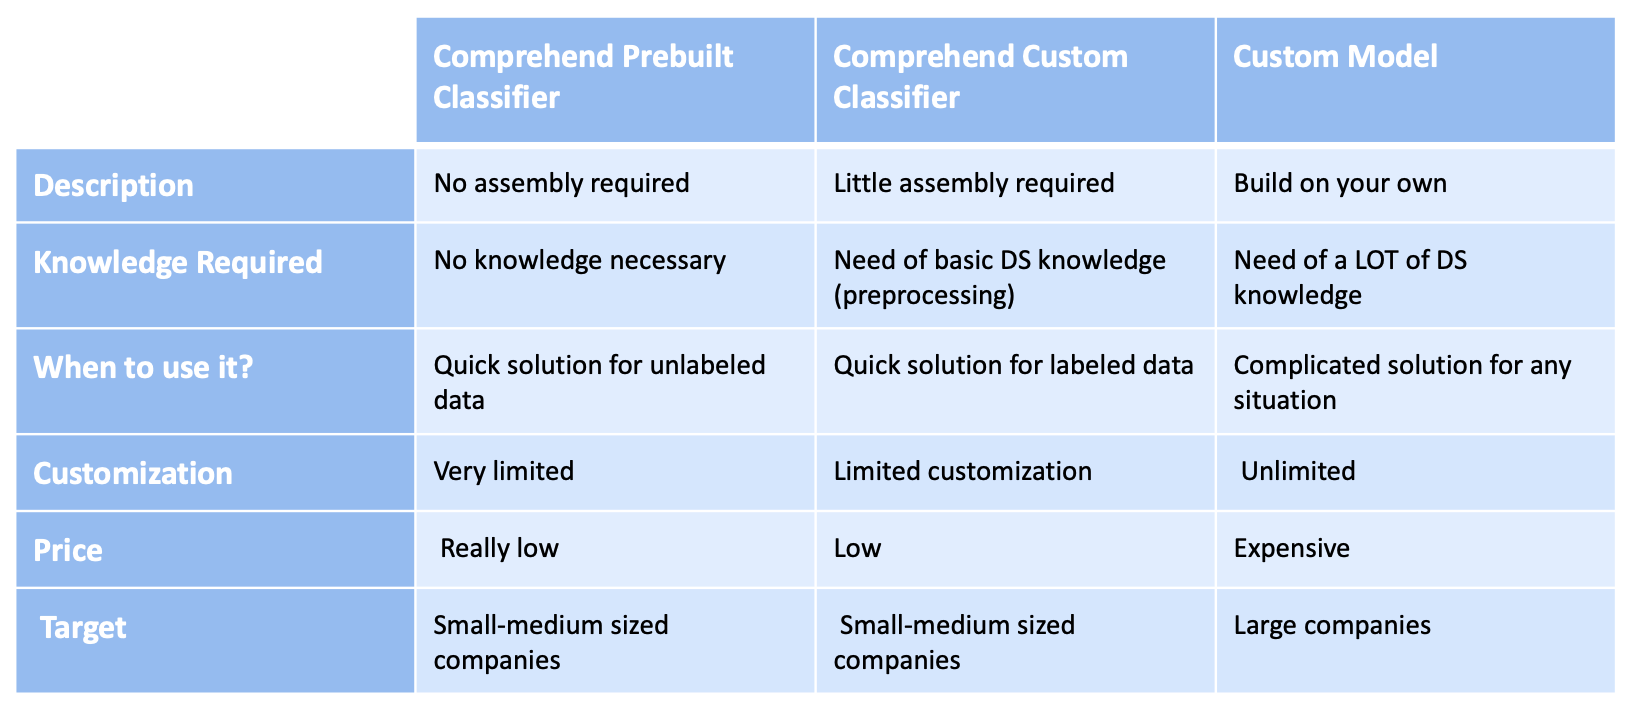 Comprehend Prebuilt
Classifier
Comprehend Custom
Classifier
Custom Model
Description
No assembly required
Little assembly required
Build on your own
Knowledge Required
No knowledge necessary
Need of basic DS knowledge
(preprocessing)
Need of a LOT of DS
knowledge
When to use it?
Quick solution for unlabeled
data
Quick solution for labeled data
Complicated solution for any
situation
Customization
Very limited
Limited customization
Unlimited
Price
Really low
Low
Expensive
Target
Small-medium sized
companies
Small-medium sized
companies
Large companies